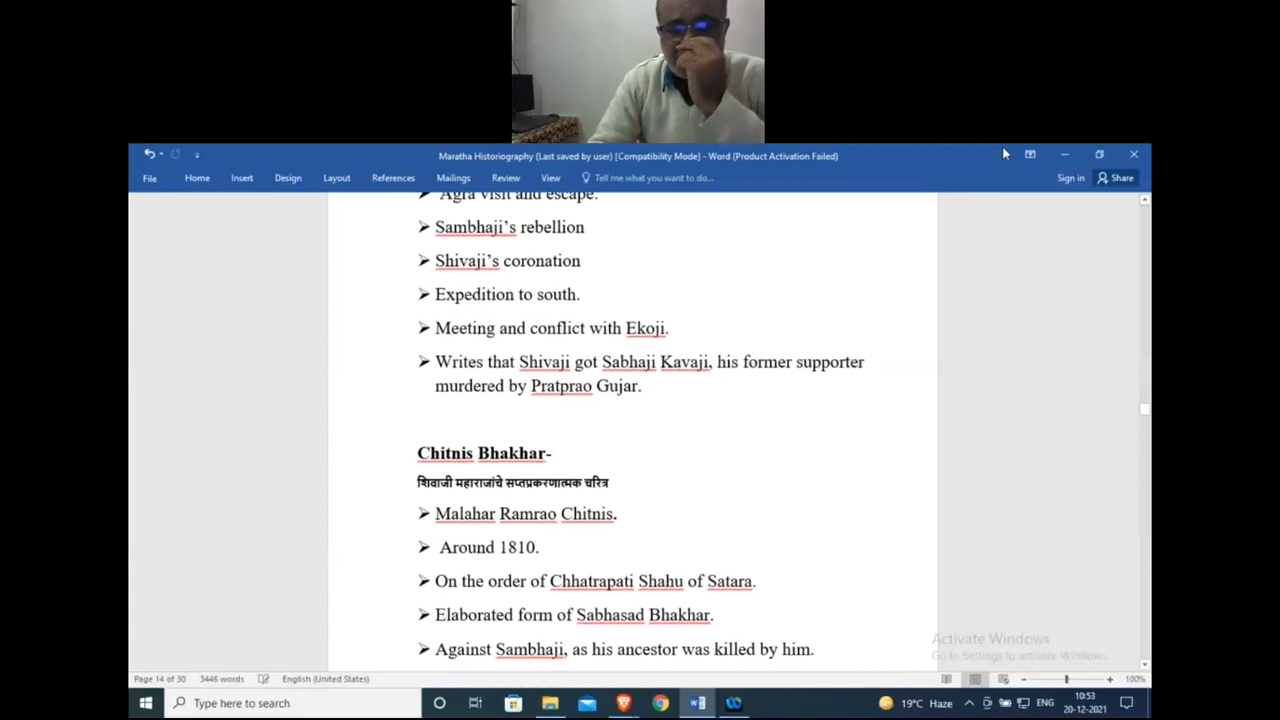 Maratha Historiography (Last saved by user) [Compatibility Mode] - Word (Product Activation Failed)
File Home Insert Design Layout References Mailings Review View Tell me what you want to do... Sign in Share
Agra visit and escape.
Sambhaji's rebellion
Shivaji's coronation
Expedition to south.
Meeting and conflict with Ekoji.
Writes that Shivaji got Sabhaji Kavaji, his former supporter
murdered by Pratprao Gujar.
Chitnis Bhakhar-
शिवाजी महाराजांचे सप्तप्रकरणात्मक चरित्र
Malahar Ramrao Chitnis.
Around 1810.
On the order of Chhatrapati Shahu of Satara.
Elaborated form of Sabhasad Bhakhar.
Against Sambhaji, as his ancestor was killed by him.
Activate Windows
Go to Settings to activate Windows.
Page 14 of 30 3446 words English (United States) 100%
Type here to search 19°C Haze ENG 10:53
20-12-2021